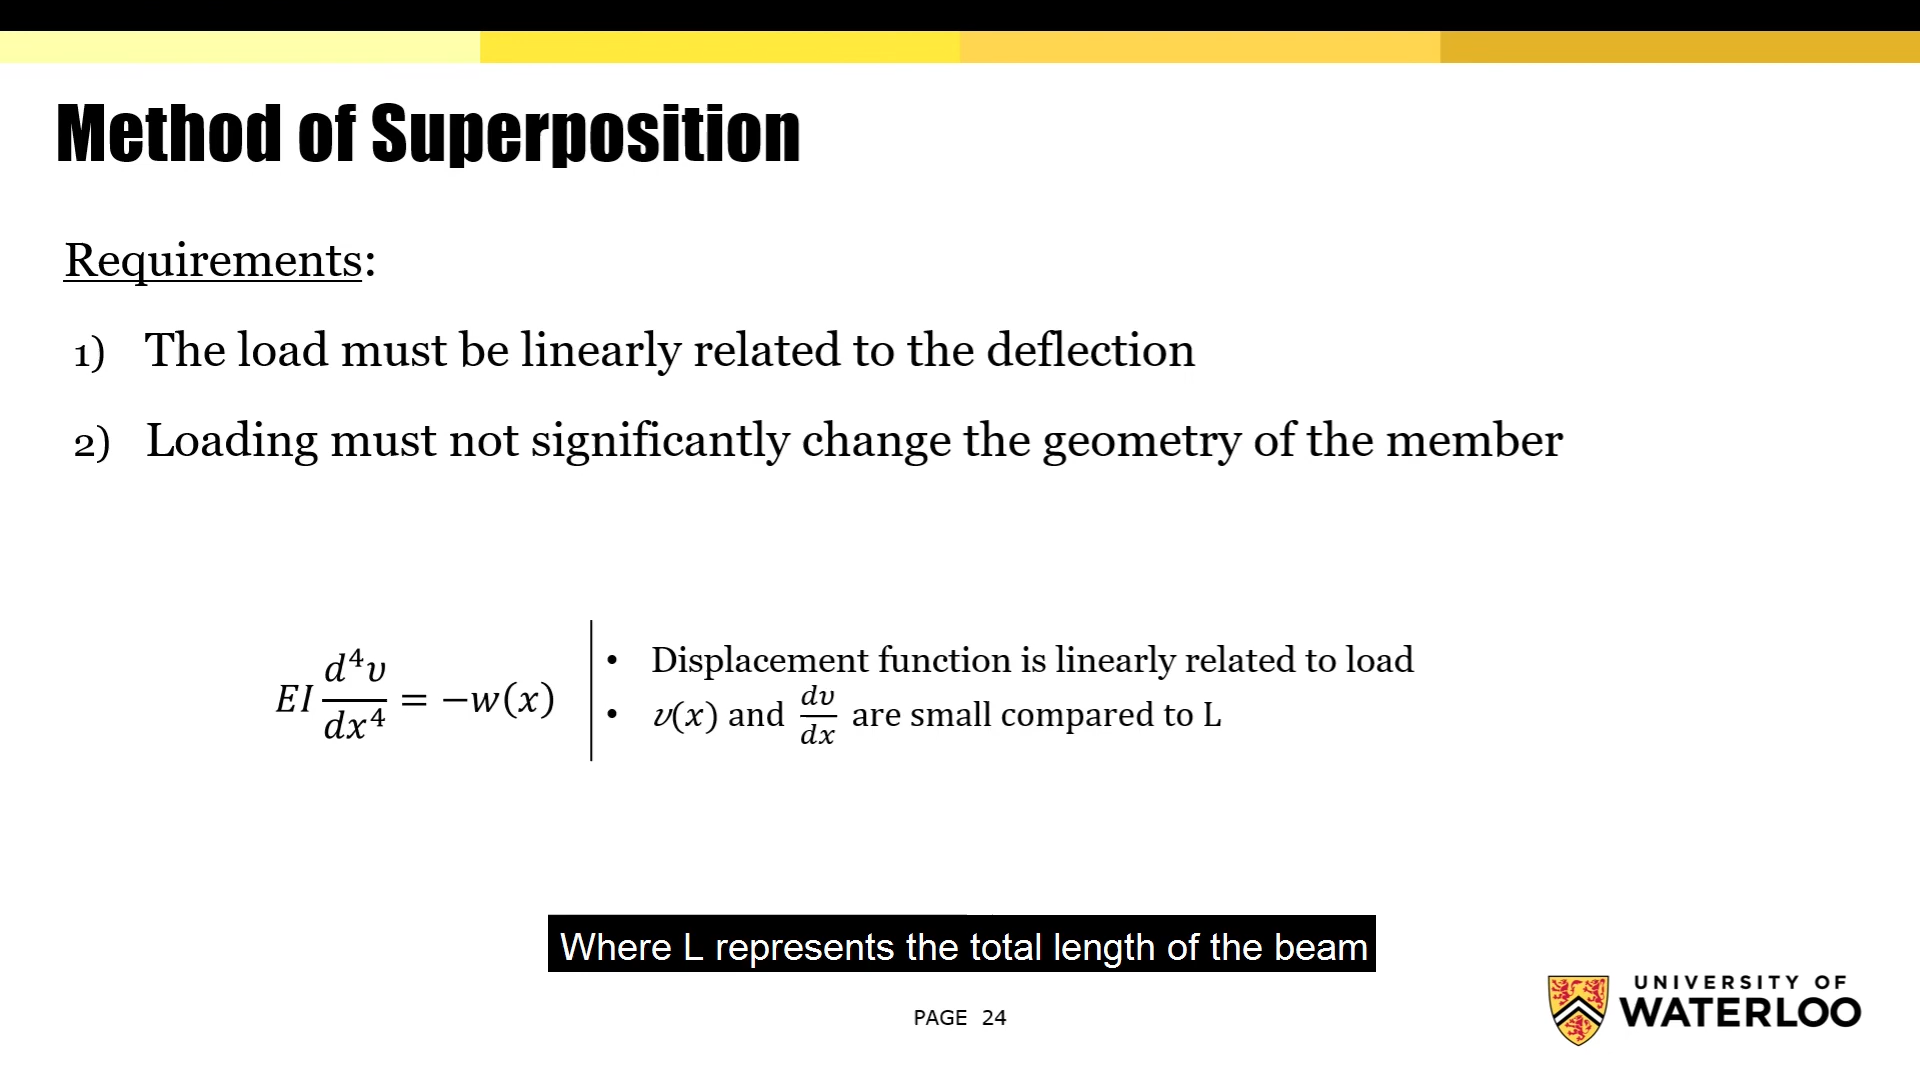 Method of Superposition
Requirements:
1) The load must be linearly related to the deflection
2) Loading must not significantly change the geometry of the member
EI d⁴υ/dx⁴ = −w(x)
• Displacement function is linearly related to load
• υ(x) and dυ/dx are small compared to L
Where L represents the total length of the beam
PAGE 24
UNIVERSITY OF
WATERLOO